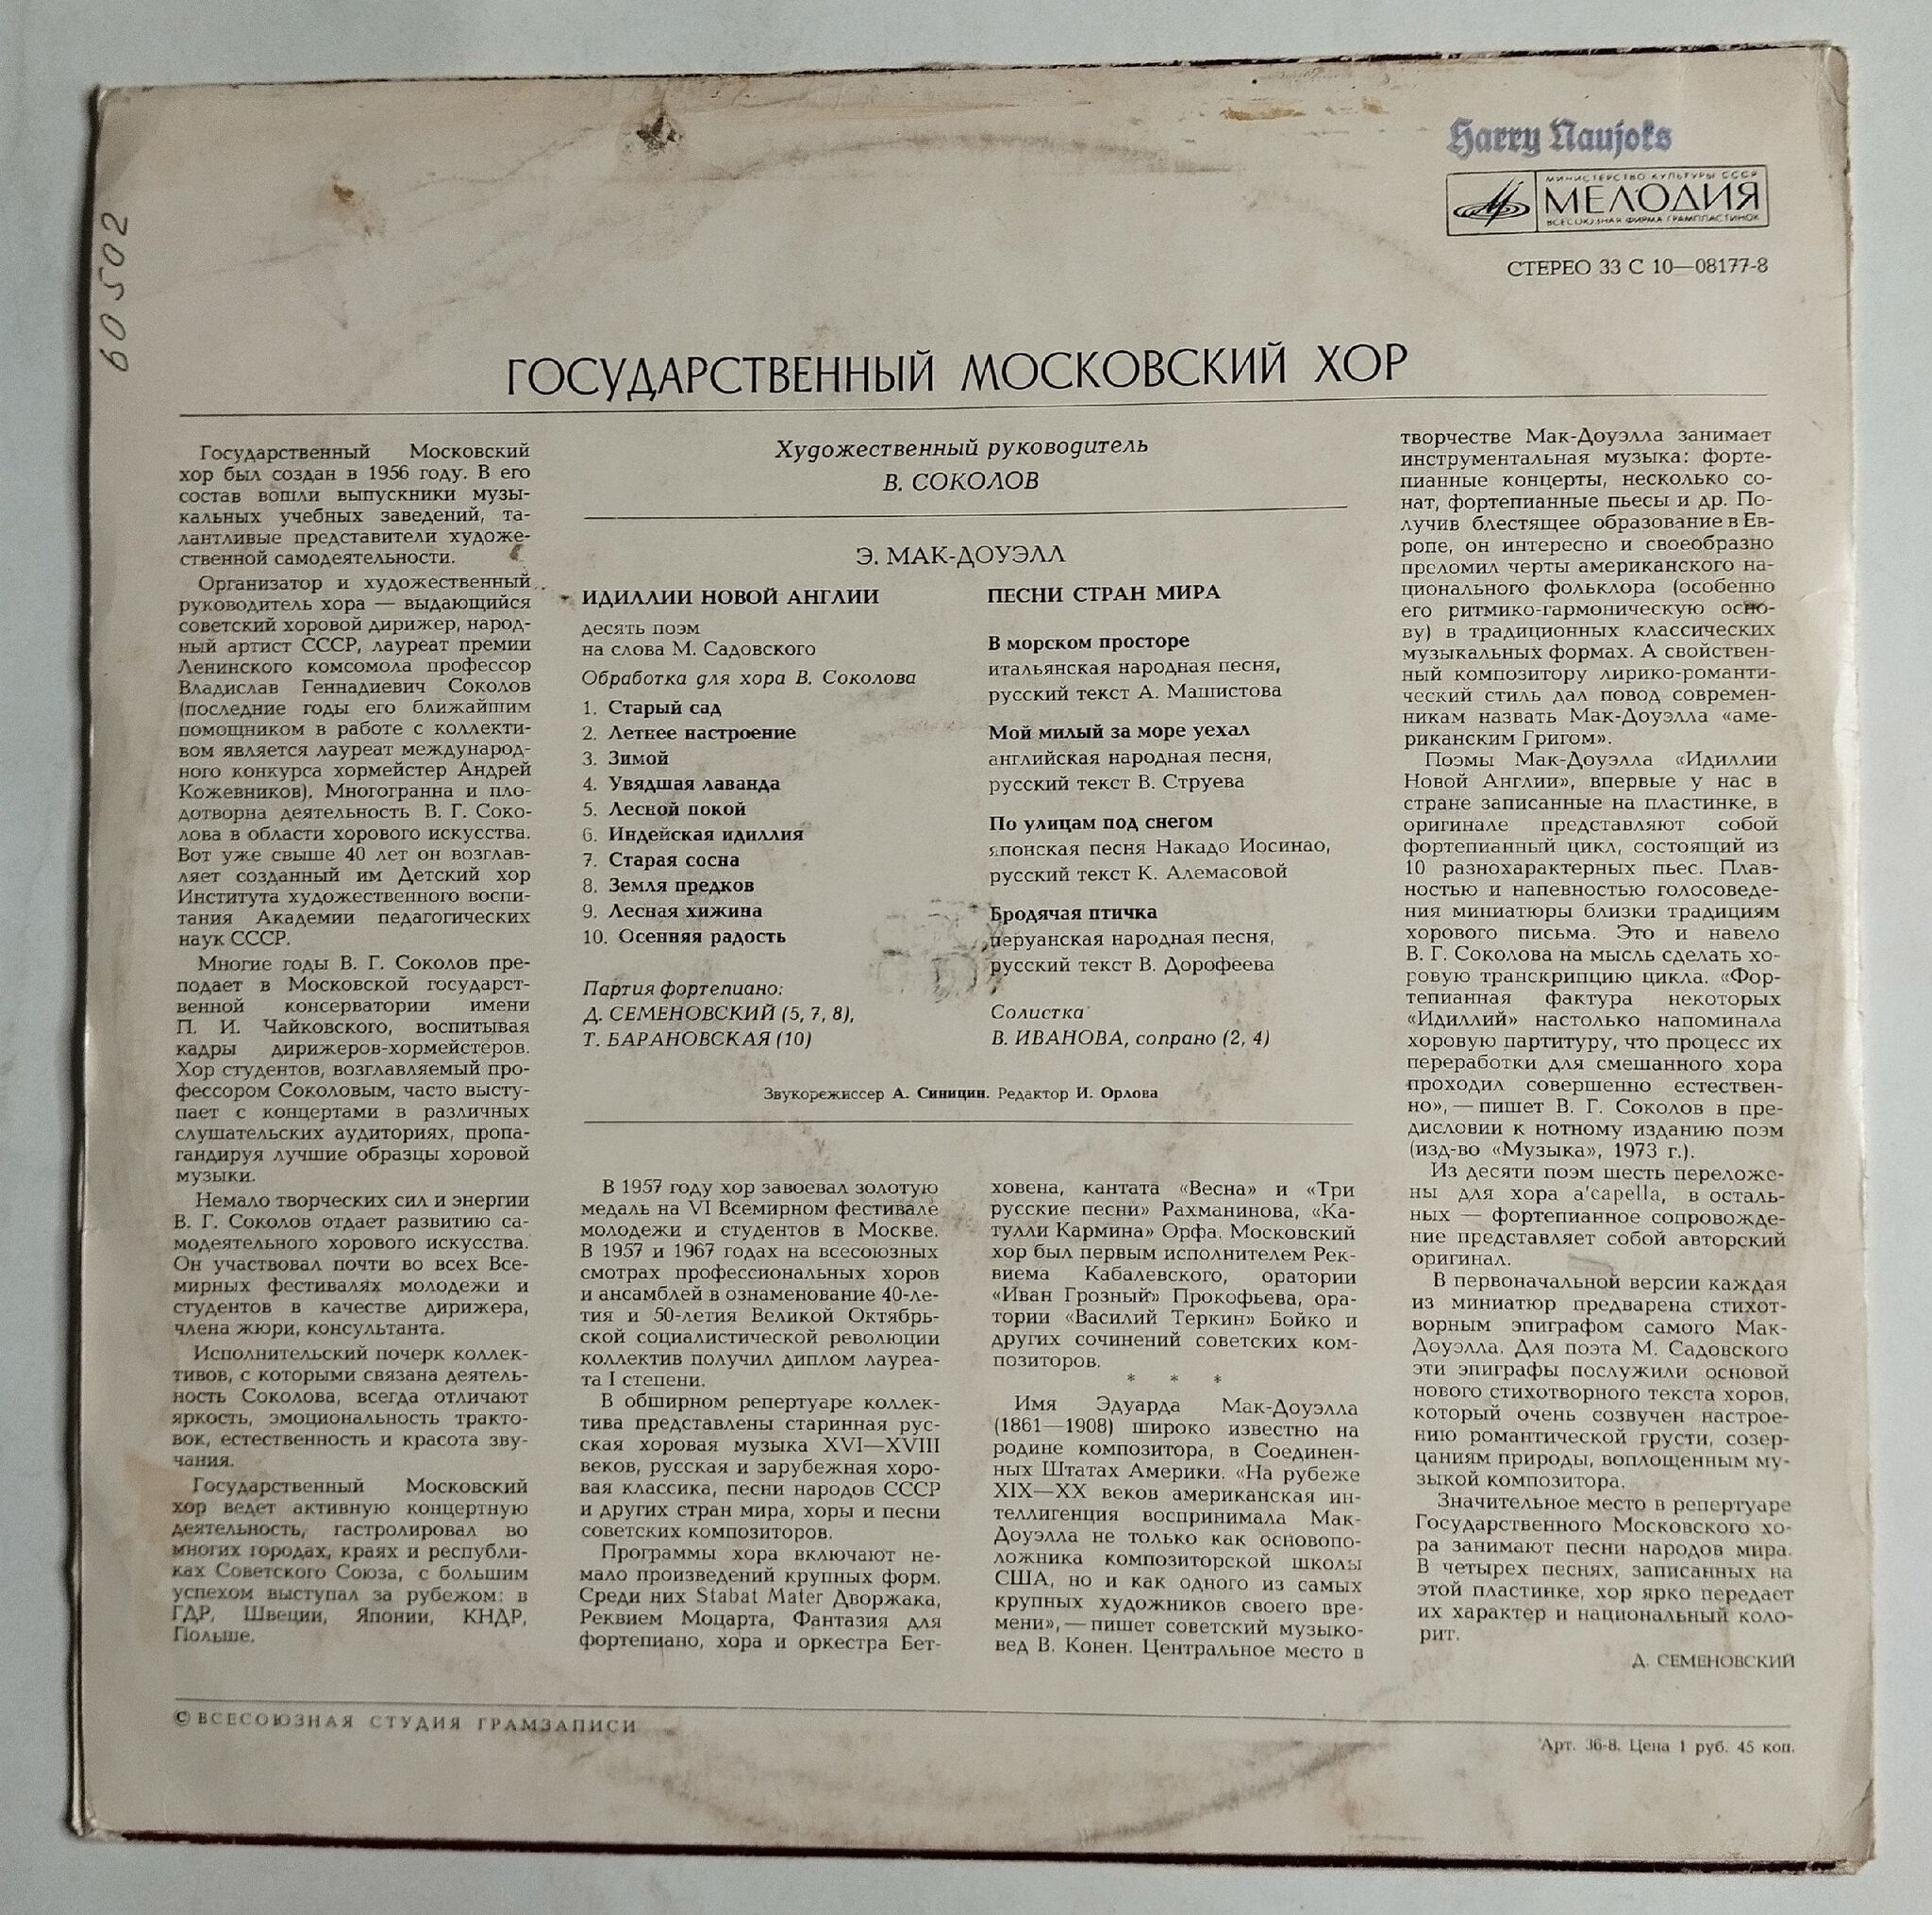 Harry Naujoks
МИНИСТЕРСТВО КУЛЬТУРЫ СССР
МЕЛОДИЯ
ВСЕСОЮЗНАЯ ФИРМА ГРАМПЛАСТИНОК
СТЕРЕО 33 С 10—08177-8
60502
ГОСУДАРСТВЕННЫЙ МОСКОВСКИЙ ХОР
Государственный Московский
хор был создан в 1956 году. В его
состав вошли выпускники музы-
кальных учебных заведений, та-
лантливые представители художе-
ственной самодеятельности.
Организатор и художественный
руководитель хора — выдающийся
советский хоровой дирижер, народ-
ный артист СССР, лауреат премии
Ленинского комсомола профессор
Владислав Геннадиевич Соколов
(последние годы его ближайшим
помощником в работе с коллекти-
вом является лауреат международ-
ного конкурса хормейстер Андрей
Кожевников). Многогранна и пло-
дотворна деятельность В. Г. Соко-
лова в области хорового искусства.
Вот уже свыше 40 лет он возглав-
ляет созданный им Детский хор
Института художественного воспи-
тания Академии педагогических
наук СССР.
Многие годы В. Г. Соколов пре-
подает в Московской государст-
венной консерватории имени
П. И. Чайковского, воспитывая
кадры дирижеров-хормейстеров.
Хор студентов, возглавляемый про-
фессором Соколовым, часто высту-
пает с концертами в различных
слушательских аудиториях, пропа-
гандируя лучшие образцы хоровой
музыки.
Немало творческих сил и энергии
В. Г. Соколов отдает развитию са-
модеятельного хорового искусства.
Он участвовал почти во всех Все-
мирных фестивалях молодежи и
студентов в качестве дирижера,
члена жюри, консультанта.
Исполнительский почерк коллек-
тивов, с которыми связана деятель-
ность Соколова, всегда отличают
яркость, эмоциональность тракто-
вок, естественность и красота зву-
чания.
Государственный Московский
хор ведет активную концертную
деятельность, гастролировал во
многих городах, краях и республи-
ках Советского Союза, с большим
успехом выступал за рубежом: в
ГДР, Швеции, Японии, КНДР,
Польше.
Художественный руководитель
В. СОКОЛОВ
Э. МАК-ДОУЭЛЛ
ИДИЛЛИИ НОВОЙ АНГЛИИ
десять поэм
на слова М. Садовского
Обработка для хора В. Соколова
1. Старый сад
2. Летнее настроение
3. Зимой
4. Увядшая лаванда
5. Лесной покой
6. Индейская идиллия
7. Старая сосна
8. Земля предков
9. Лесная хижина
10. Осенняя радость
Партия фортепиано:
Д. СЕМЕНОВСКИЙ (5, 7, 8),
Т. БАРАНОВСКАЯ (10)
ПЕСНИ СТРАН МИРА
В морском просторе
итальянская народная песня,
русский текст А. Машистова
Мой милый за море уехал
английская народная песня,
русский текст В. Струева
По улицам под снегом
японская песня Накадо Иосинао,
русский текст К. Алемасовой
Бродячая птичка
перуанская народная песня,
русский текст В. Дорофеева
Солистка
В. ИВАНОВА, сопрано (2, 4)
Звукорежиссер А. Синицин. Редактор И. Орлова
В 1957 году хор завоевал золотую
медаль на VI Всемирном фестивале
молодежи и студентов в Москве.
В 1957 и 1967 годах на всесоюзных
смотрах профессиональных хоров
и ансамблей в ознаменование 40-ле-
тия и 50-летия Великой Октябрь-
ской социалистической революции
коллектив получил диплом лауреа-
та I степени.
В обширном репертуаре коллек-
тива представлены старинная рус-
ская хоровая музыка XVI—XVIII
веков, русская и зарубежная хоро-
вая классика, песни народов СССР
и других стран мира, хоры и песни
советских композиторов.
Программы хора включают не-
мало произведений крупных форм.
Среди них Stabat Mater Дворжака,
Реквием Моцарта, Фантазия для
фортепиано, хора и оркестра Бет-
ховена, кантата «Весна» и «Три
русские песни» Рахманинова, «Ка-
тулли Кармина» Орфа. Московский
хор был первым исполнителем Рек-
виема Кабалевского, оратории
«Иван Грозный» Прокофьева, ора-
тории «Василий Теркин» Бойко и
других сочинений советских ком-
позиторов.
* * *
Имя Эдуарда Мак-Доуэлла
(1861—1908) широко известно на
родине композитора, в Соединен-
ных Штатах Америки. «На рубеже
XIX—XX веков американская ин-
теллигенция воспринимала Мак-
Доуэлла не только как основопо-
ложника композиторской школы
США, но и как одного из самых
крупных художников своего вре-
мени», — пишет советский музыко-
вед В. Конен. Центральное место в
творчестве Мак-Доуэлла занимает
инструментальная музыка: форте-
пианные концерты, несколько со-
нат, фортепианные пьесы и др. По-
лучив блестящее образование в Ев-
ропе, он интересно и своеобразно
преломил черты американского на-
ционального фольклора (особенно
его ритмико-гармоническую осно-
ву) в традиционных классических
музыкальных формах. А свойствен-
ный композитору лирико-романти-
ческий стиль дал повод современ-
никам назвать Мак-Доуэлла «аме-
риканским Григом».
Поэмы Мак-Доуэлла «Идиллии
Новой Англии», впервые у нас в
стране записанные на пластинке, в
оригинале представляют собой
фортепианный цикл, состоящий из
10 разнохарактерных пьес. Плав-
ностью и напевностью голосоведе-
ния миниатюры близки традициям
хорового письма. Это и навело
В. Г. Соколова на мысль сделать хо-
ровую транскрипцию цикла. «Фор-
тепианная фактура некоторых
«Идиллий» настолько напоминала
хоровую партитуру, что процесс их
переработки для смешанного хора
проходил совершенно естествен-
но», — пишет В. Г. Соколов в пре-
дисловии к нотному изданию поэм
(изд-во «Музыка», 1973 г.).
Из десяти поэм шесть переложе-
ны для хора a'capella, в осталь-
ных — фортепианное сопровожде-
ние представляет собой авторский
оригинал.
В первоначальной версии каждая
из миниатюр предварена стихот-
ворным эпиграфом самого Мак-
Доуэлла. Для поэта М. Садовского
эти эпиграфы послужили основой
нового стихотворного текста хоров,
который очень созвучен настрое-
нию романтической грусти, созер-
цаниям природы, воплощенным му-
зыкой композитора.
Значительное место в репертуаре
Государственного Московского хо-
ра занимают песни народов мира.
В четырех песнях, записанных на
этой пластинке, хор ярко передает
их характер и национальный коло-
рит.
Д. СЕМЕНОВСКИЙ
© ВСЕСОЮЗНАЯ СТУДИЯ ГРАМЗАПИСИ
Арт. 36-8. Цена 1 руб. 45 коп.